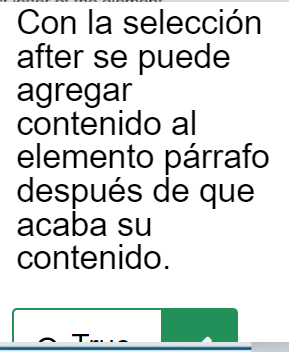 Con la selección
after se puede
agregar
contenido al
elemento párrafo
después de que
acaba su
contenido.